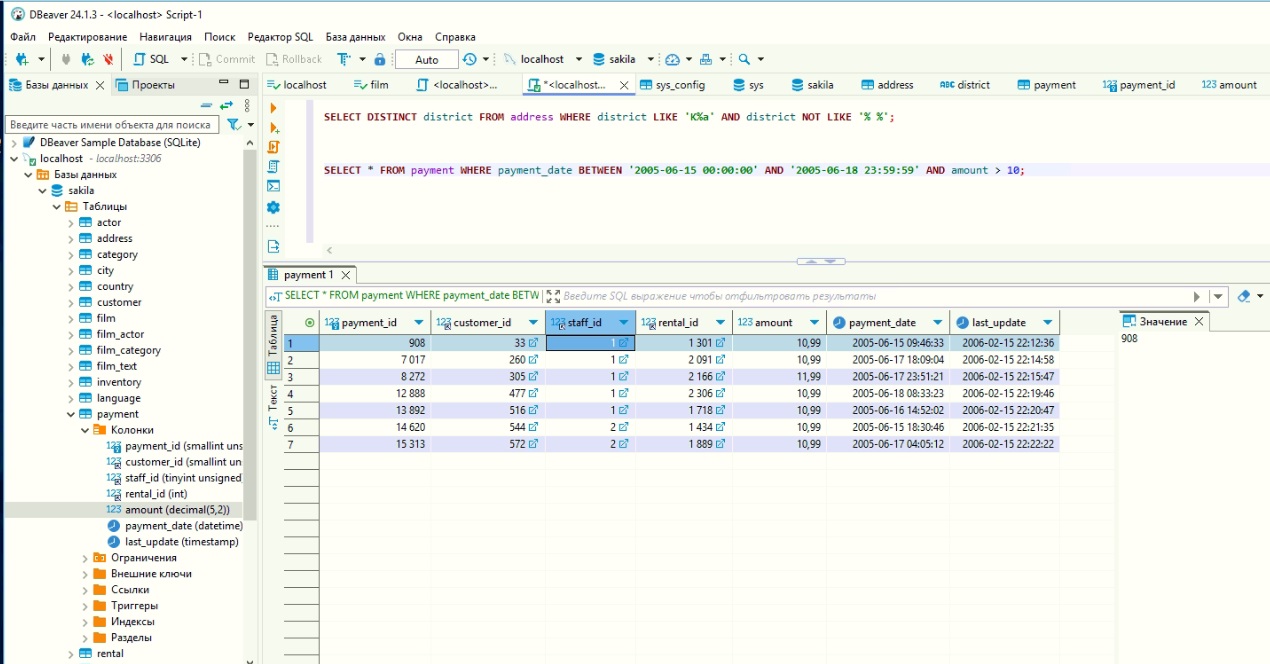 DBeaver 24.1.3 - <localhost> Script-1
Файл Редактирование Навигация Поиск Редактор SQL База данных Окна Справка
SQL Commit Rollback Auto localhost sakila
Базы данных Проекты localhost film <localhost>... *<localhost... sys_config sys sakila address ABC district payment 123 payment_id 123 amount
Введите часть имени объекта для поиска
DBeaver Sample Database (SQLite)
localhost - localhost:3306
Базы данных
sakila
Таблицы
actor
address
category
city
country
customer
film
film_actor
film_category
film_text
inventory
language
payment
Колонки
123 payment_id (smallint uns
123 customer_id (smallint un
123 staff_id (tinyint unsigned
123 rental_id (int)
123 amount (decimal(5,2))
payment_date (datetime)
last_update (timestamp)
Ограничения
Внешние ключи
Ссылки
Триггеры
Индексы
Разделы
rental
SELECT DISTINCT district FROM address WHERE district LIKE 'K%a' AND district NOT LIKE '% %';
SELECT * FROM payment WHERE payment_date BETWEEN '2005-06-15 00:00:00' AND '2005-06-18 23:59:59' AND amount > 10;
payment 1
SELECT * FROM payment WHERE payment_date BETW Введите SQL выражение чтобы отфильтровать результаты
Таблица
Текст
123 payment_id 123 customer_id 123 staff_id 123 rental_id 123 amount payment_date last_update
1 908 33 1 1 301 10,99 2005-06-15 09:46:33 2006-02-15 22:12:36
2 7 017 260 1 2 091 10,99 2005-06-17 18:09:04 2006-02-15 22:14:58
3 8 272 305 1 2 166 11,99 2005-06-17 23:51:21 2006-02-15 22:15:47
4 12 888 477 1 2 306 10,99 2005-06-18 08:33:23 2006-02-15 22:19:46
5 13 892 516 1 1 718 10,99 2005-06-16 14:52:02 2006-02-15 22:20:47
6 14 620 544 2 1 434 10,99 2005-06-15 18:30:46 2006-02-15 22:21:35
7 15 313 572 2 1 889 10,99 2005-06-17 04:05:12 2006-02-15 22:22:22
Значение
908